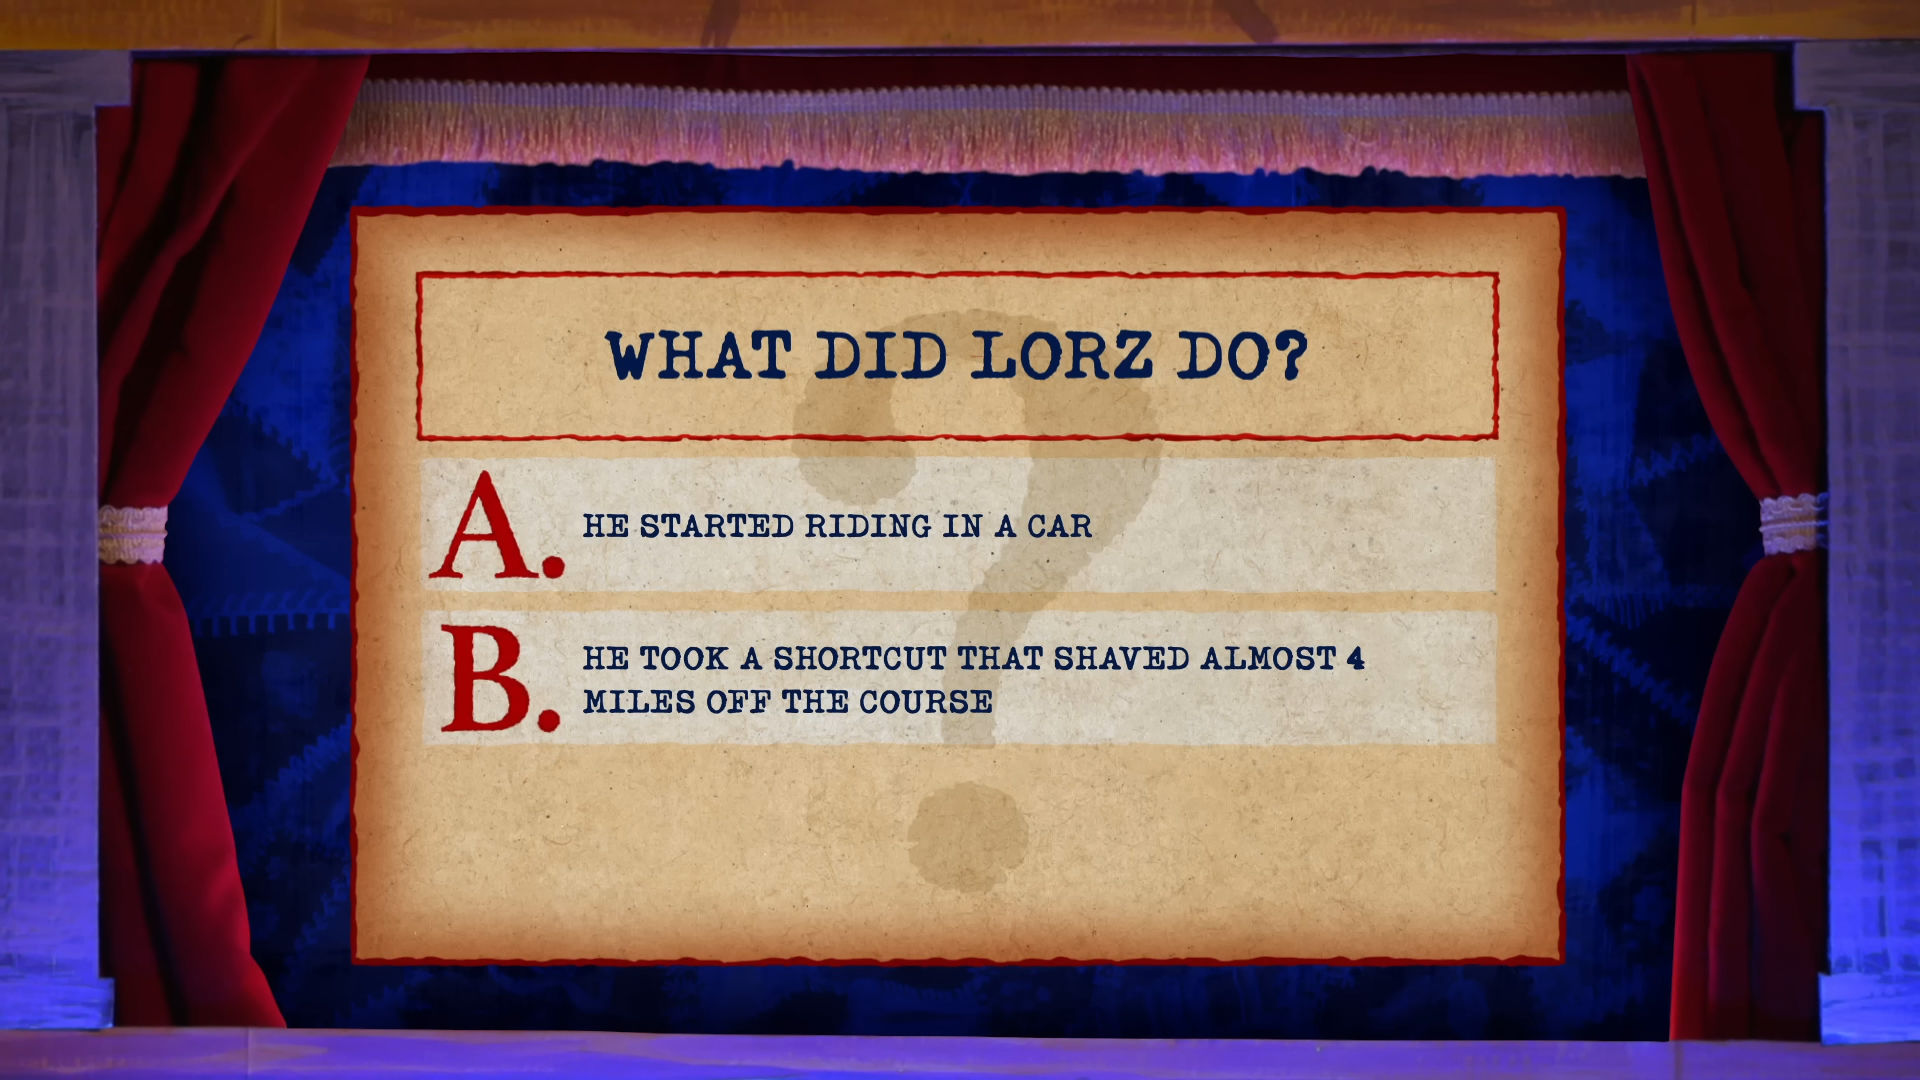 WHAT DID LORZ DO?
A. HE STARTED RIDING IN A CAR
B. HE TOOK A SHORTCUT THAT SHAVED ALMOST 4
MILES OFF THE COURSE